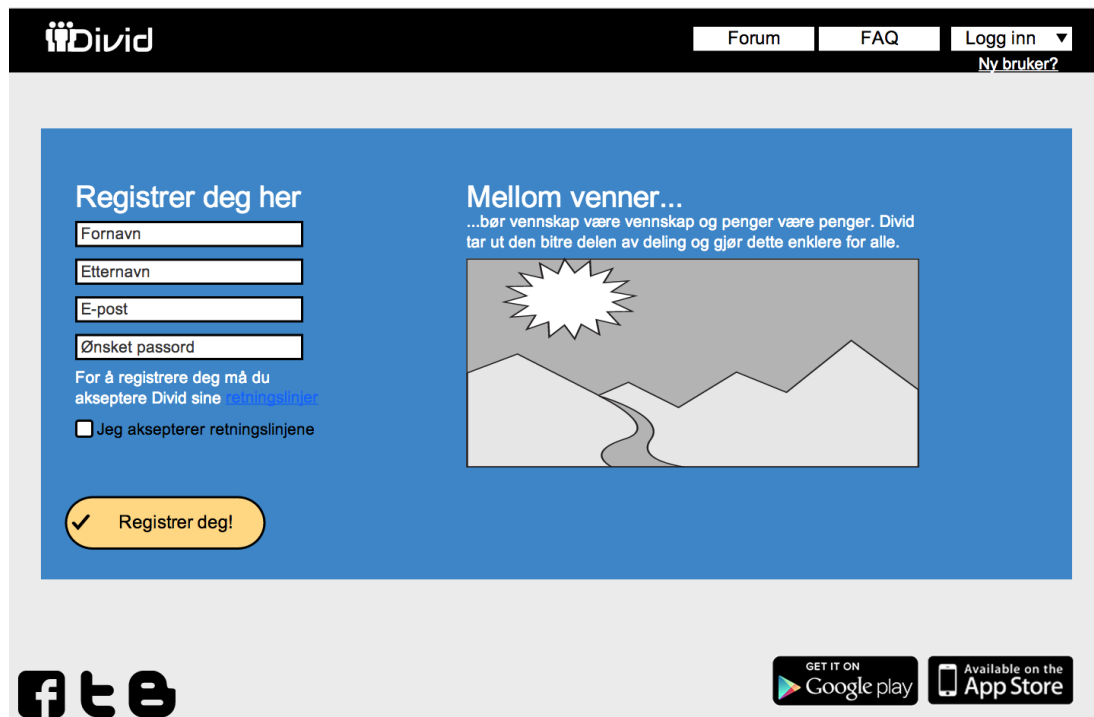 Divid
Forum
FAQ
Logg inn
Ny bruker?
Registrer deg her
Fornavn
Etternavn
E-post
Ønsket passord
For å registrere deg må du
akseptere Divid sine retningslinjer
Jeg aksepterer retningslinjene
Registrer deg!
Mellom venner...
...bør vennskap være vennskap og penger være penger. Divid
tar ut den bitre delen av deling og gjør dette enklere for alle.
GET IT ON
Google play
Available on the
App Store